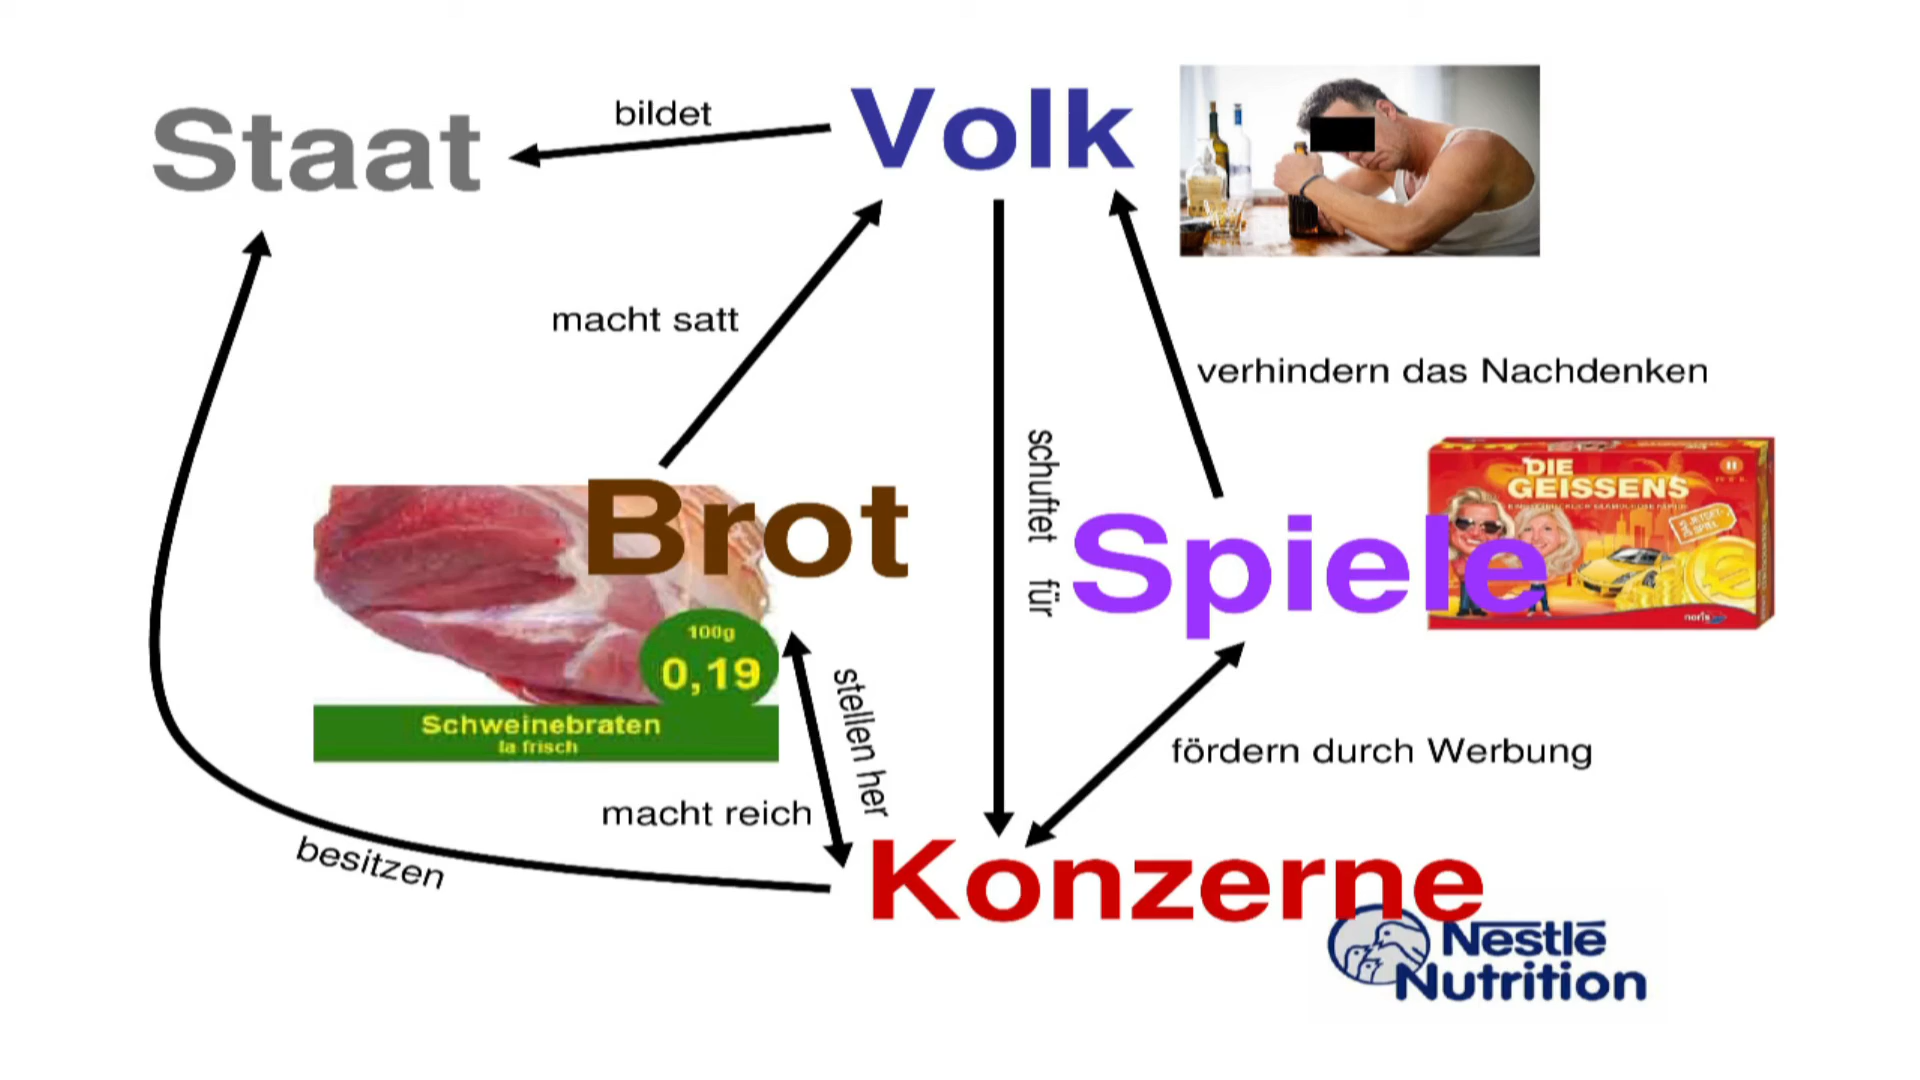 Staat
bildet
Volk
macht satt
verhindern das Nachdenken
schuftet für
DIE
GEISSENS
Brot
Spiele
noris
100g
0,19
Schweinebraten
la frisch
stellen her
macht reich
fördern durch Werbung
besitzen
Konzerne
Nestlé
Nutrition